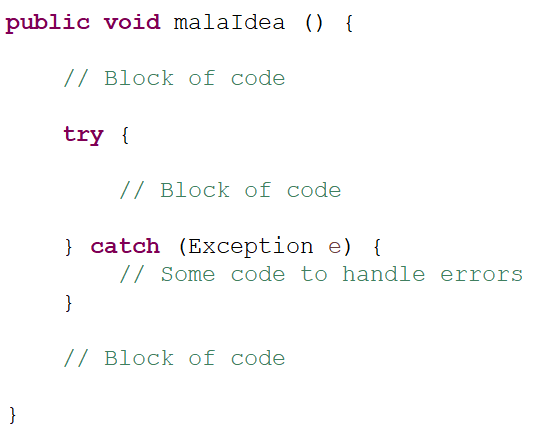 public void malaIdea () {
// Block of code
try {
// Block of code
} catch (Exception e) {
// Some code to handle errors
}
// Block of code
}